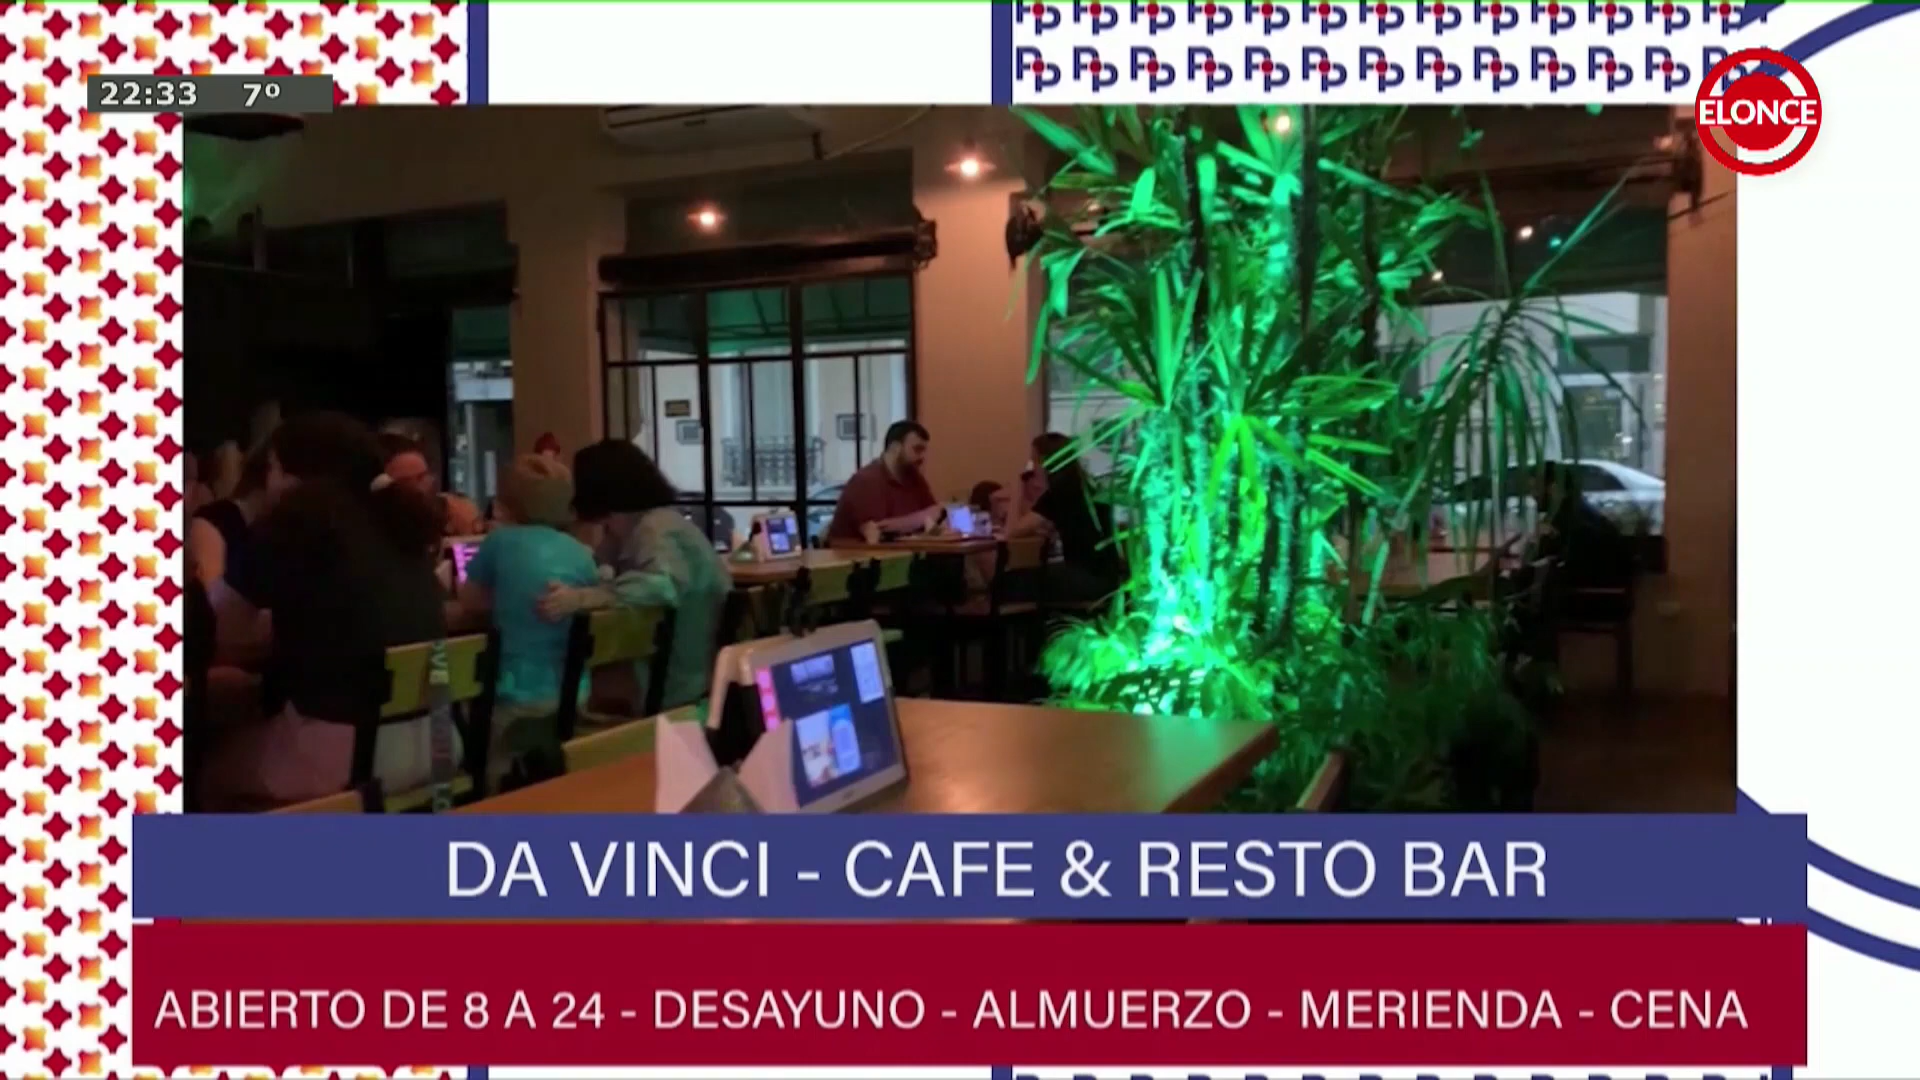 22:33 7º
ELONCE
DA VINCI - CAFE & RESTO BAR
ABIERTO DE 8 A 24 - DESAYUNO - ALMUERZO - MERIENDA - CENA